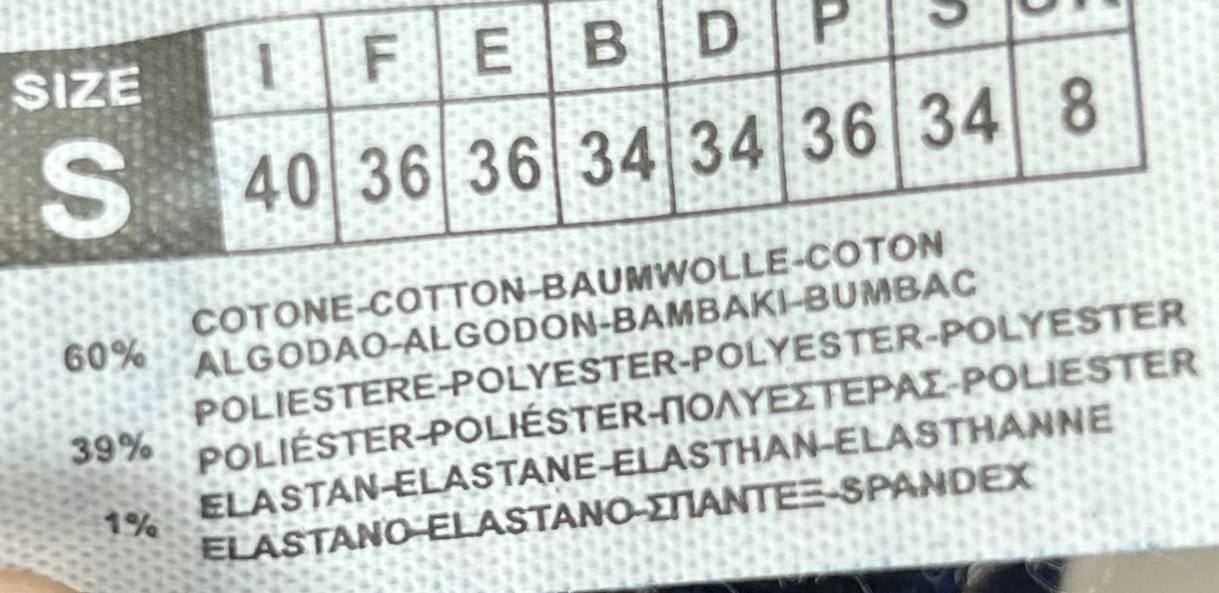 SIZE I F E B D P S UK
S 40 36 36 34 34 36 34 8
COTONE-COTTON-BAUMWOLLE-COTON
60% ALGODAO-ALGODON-BAMBAKI-BUMBAC
POLIESTERE-POLYESTER-POLYESTER-POLYESTER
39% POLIÉSTER-POLIÉSTER-ΠΟΛΥΕΣΤΕΡΑΣ-POLIESTER
ELASTAN-ELASTANE-ELASTHAN-ELASTHANNE
1% ELASTANO-ELASTANO-ΣΠΑΝΤΕΞ-SPANDEX